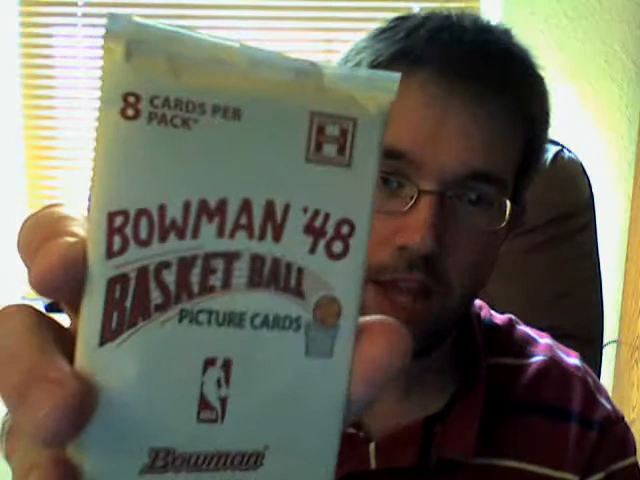 8 CARDS PER
PACK*
H
BOWMAN '48
BASKET BALL
PICTURE CARDS
Bowman